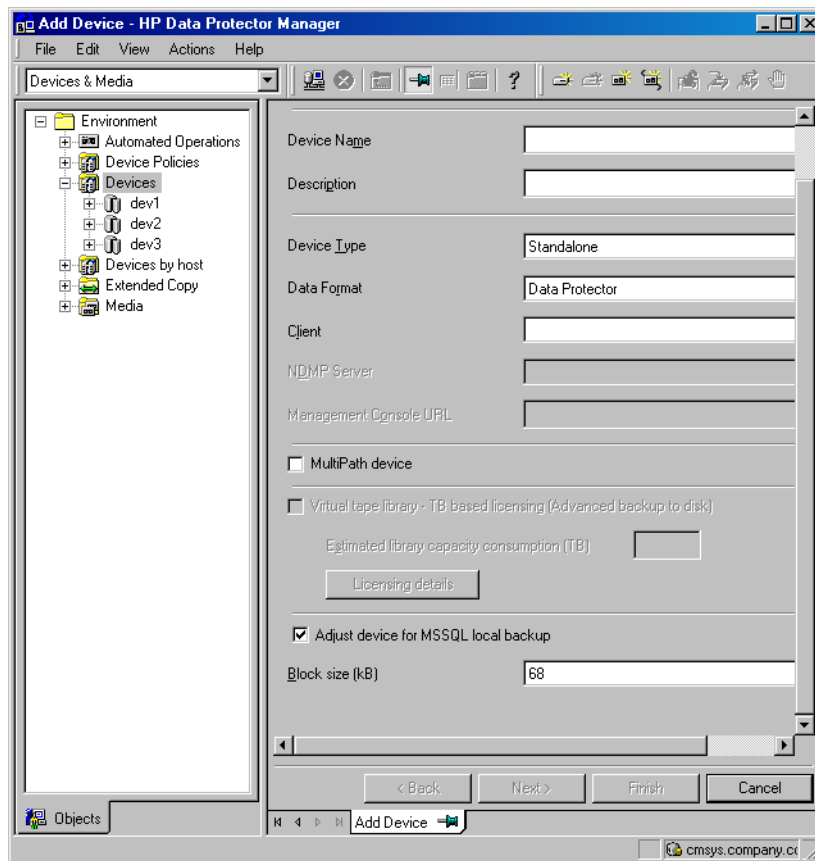 Add Device - HP Data Protector Manager
File Edit View Actions Help
Devices & Media
Environment
Automated Operations
Device Policies
Devices
dev1
dev2
dev3
Devices by host
Extended Copy
Media
Objects
Device Name
Description
Device Type Standalone
Data Format Data Protector
Client
NDMP Server
Management Console URL
MultiPath device
Virtual tape library - TB based licensing (Advanced backup to disk)
Estimated library capacity consumption (TB)
Licensing details
Adjust device for MSSQL local backup
Block size (kB) 68
< Back Next > Finish Cancel
Add Device
cmsys.company.cc